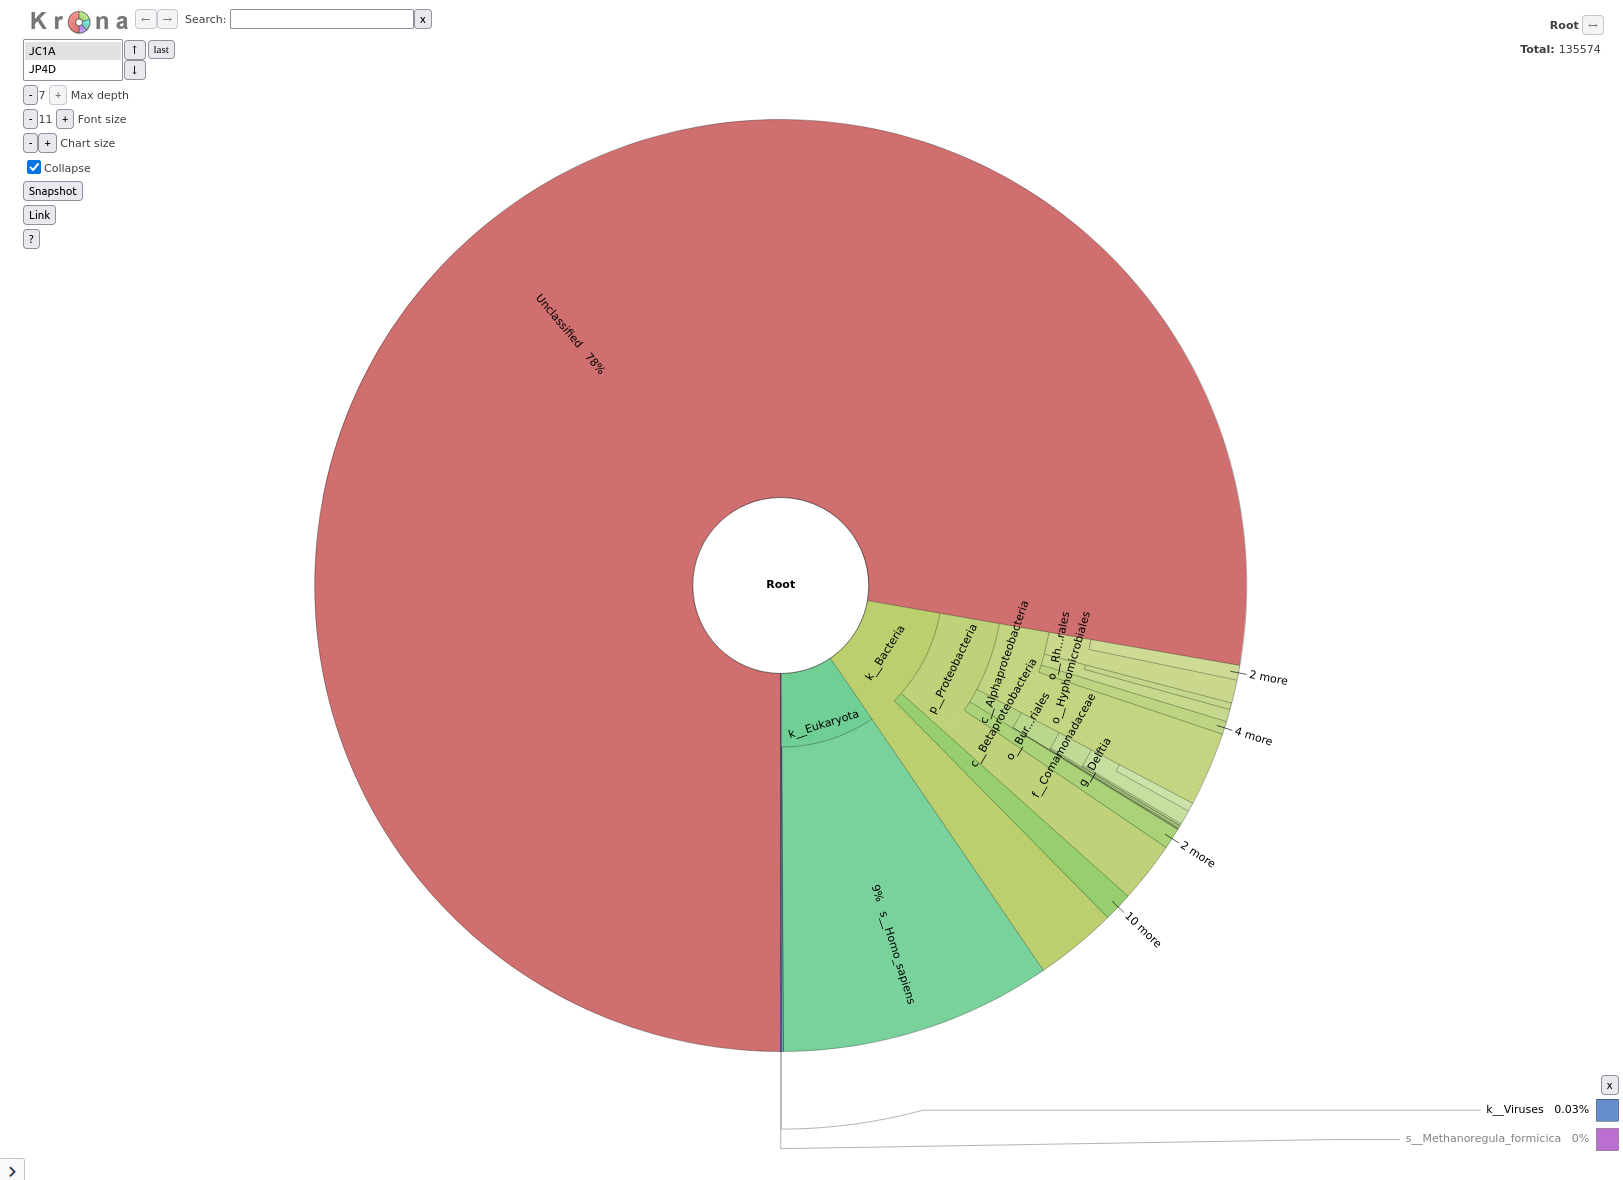 Krona ← → Search: x
Root ↔
JC1A ↑ last
Total: 135574
JP4D ↓
- 7 + Max depth
- 11 + Font size
- + Chart size
Collapse
Snapshot
Link
?
Unclassified 78%
Root
k__Bacteria
p__Proteobacteria
c__Alphaproteobacteria
o__Rh...rales
o__Hyphomicrobiales
c__Betaproteobacteria
o__Bur...riales
f__Comamonadaceae
g__Delftia
2 more
4 more
2 more
10 more
k__Eukaryota
9% s__Homo_sapiens
x
k__Viruses 0.03%
s__Methanoregula_formicica 0%
>